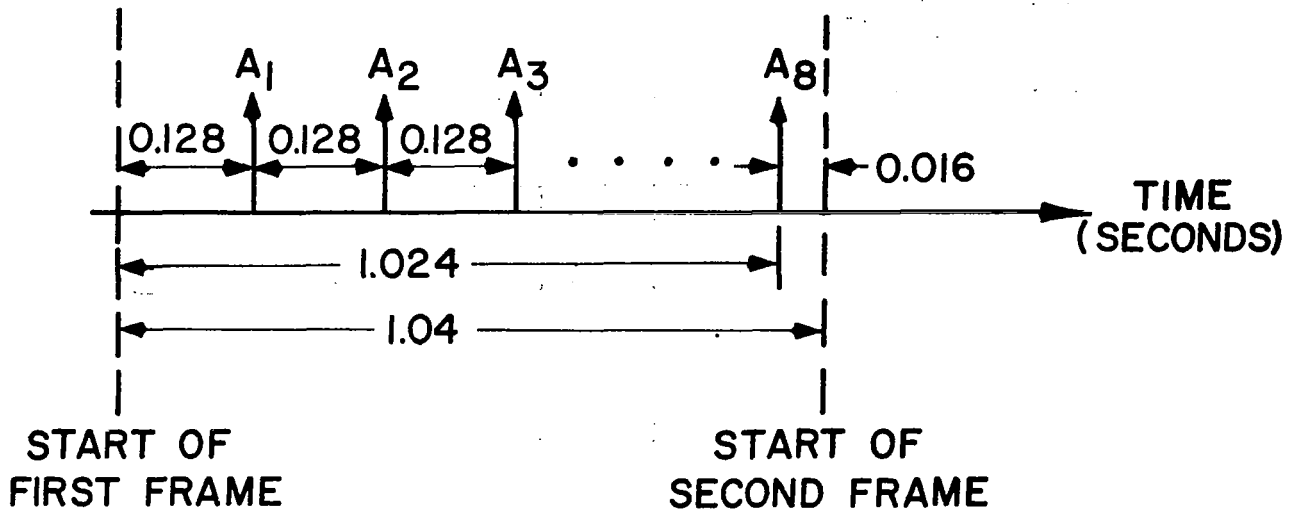 A1 A2 A3 A8
0.128 0.128 0.128 0.016
TIME
(SECONDS)
1.024
1.04
START OF
FIRST FRAME
START OF
SECOND FRAME